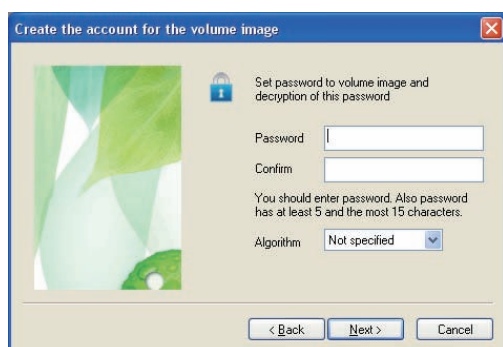 Create the account for the volume image
Set password to volume image and
decryption of this password
Password
Confirm
You should enter password. Also password
has at least 5 and the most 15 characters.
Algorithm
Not specified
< Back
Next >
Cancel